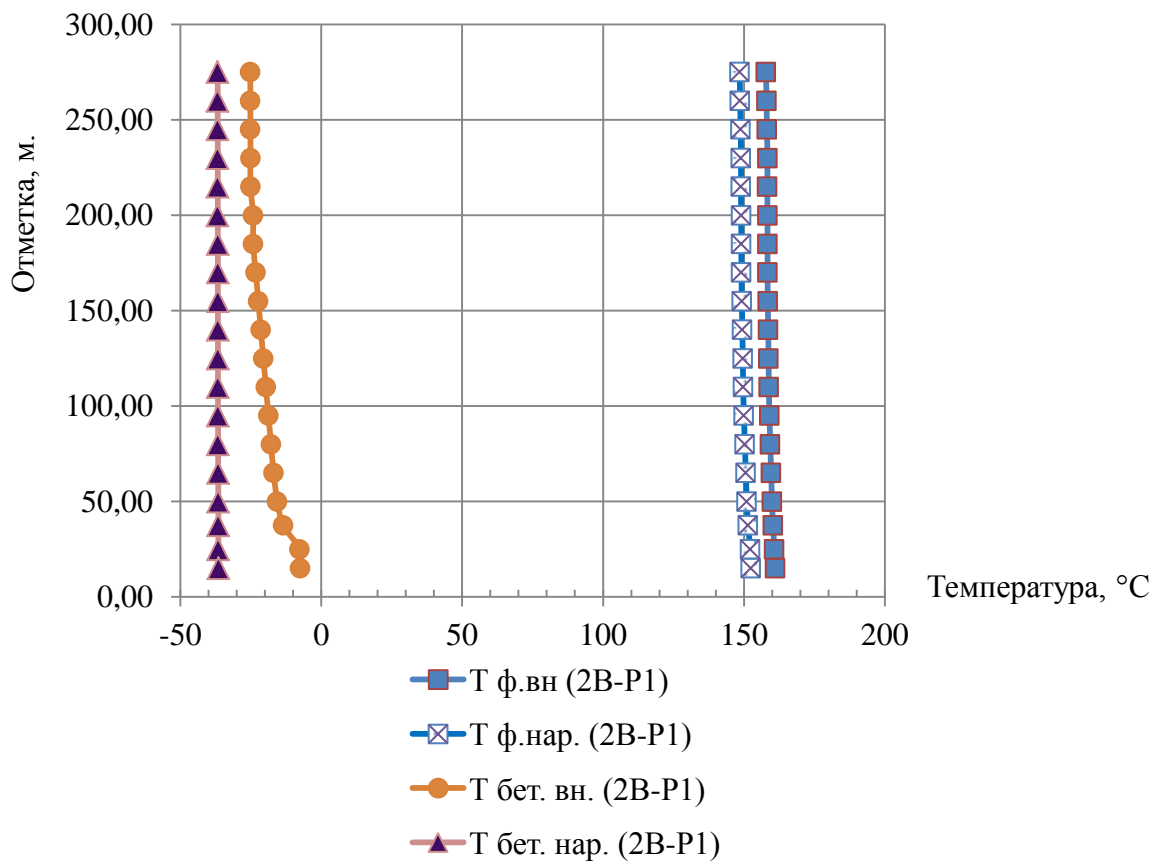 300,00
250,00
200,00
150,00
100,00
50,00
0,00
Отметка, м.
-50
0
50
100
150
200
Температура, °С
Т ф.вн (2В-Р1)
Т ф.нар. (2В-Р1)
Т бет. вн. (2В-Р1)
Т бет. нар. (2В-Р1)